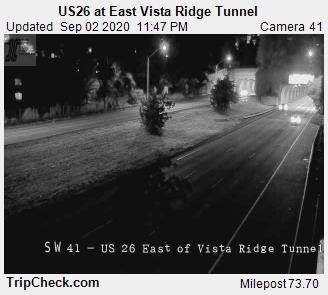 US26 at East Vista Ridge Tunnel
Updated Sep 02 2020 11:47 PM Camera 41
SW 41 - US 26 East of Vista Ridge Tunnel
TripCheck.com Milepost 73.70